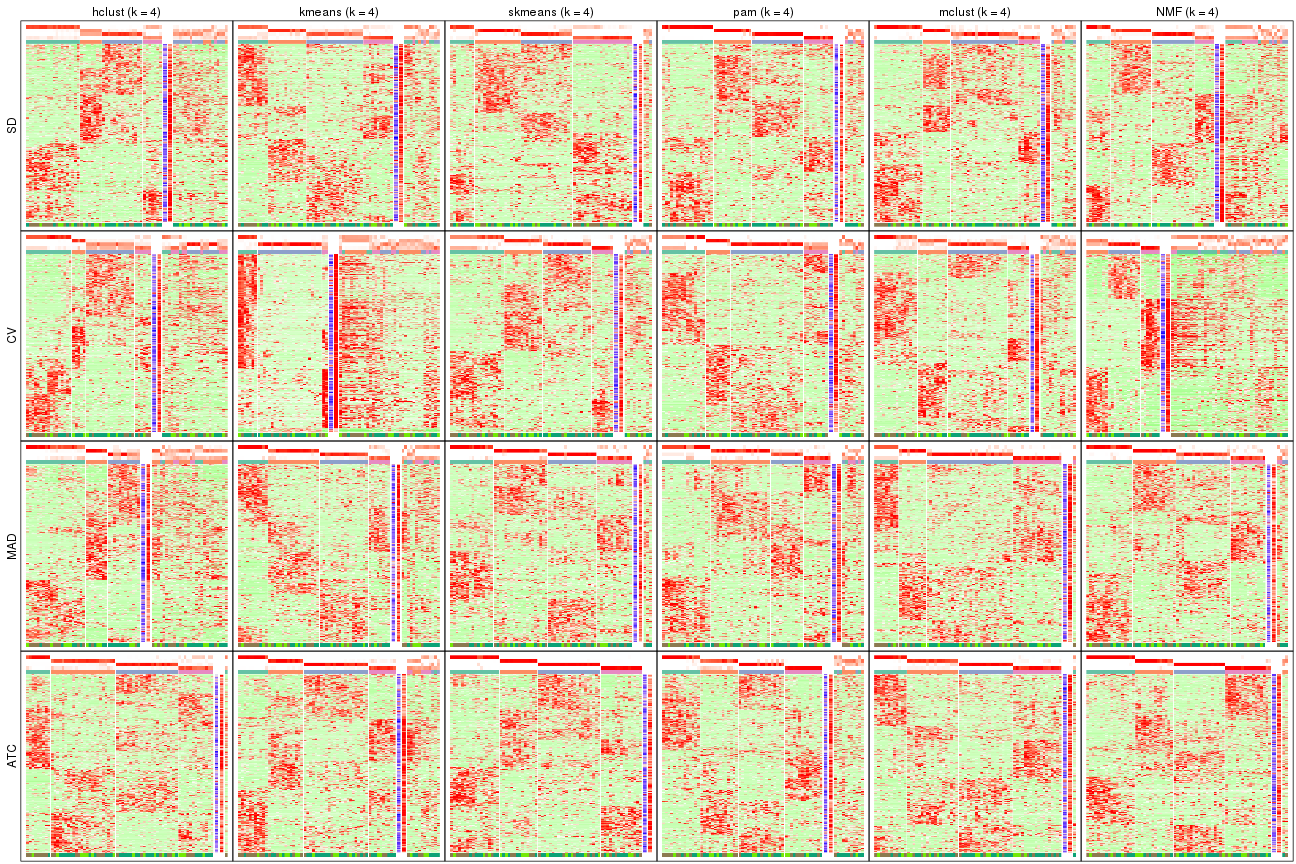 hclust (k = 4) kmeans (k = 4) skmeans (k = 4) pam (k = 4) mclust (k = 4) NMF (k = 4)
SD
CV
MAD
ATC